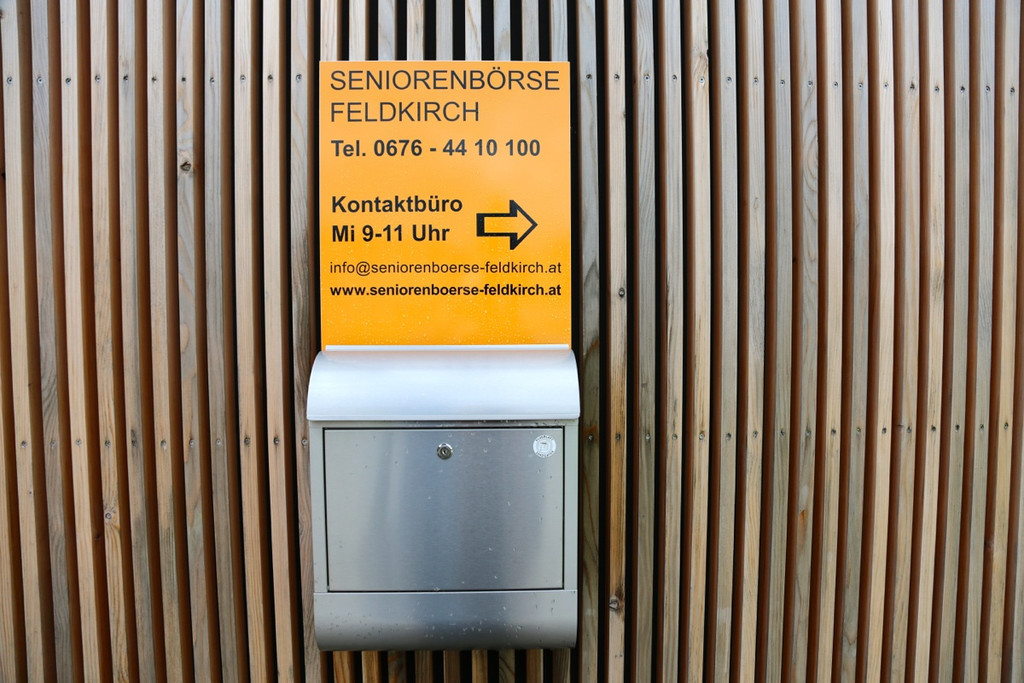 SENIORENBÖRSE
FELDKIRCH
Tel. 0676 - 44 10 100
Kontaktbüro
Mi 9-11 Uhr
info@seniorenboerse-feldkirch.at
www.seniorenboerse-feldkirch.at